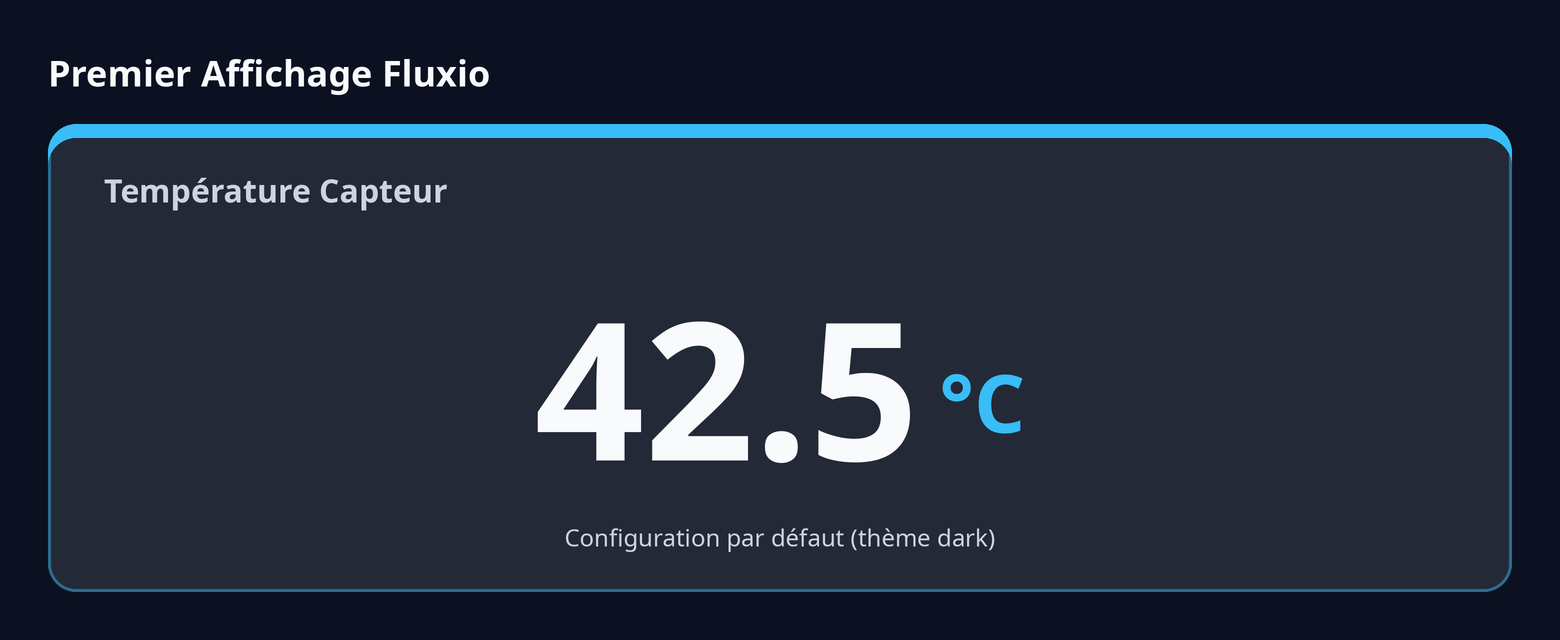 Premier Affichage Fluxio
Température Capteur
42.5 °C
Configuration par défaut (thème dark)